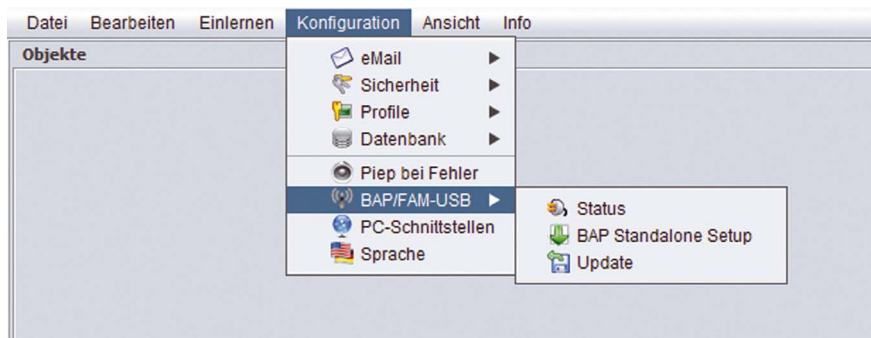 Datei Bearbeiten Einlernen Konfiguration Ansicht Info
Objekte
eMail
Sicherheit
Profile
Datenbank
Piep bei Fehler
BAP/FAM-USB
PC-Schnittstellen
Sprache
Status
BAP Standalone Setup
Update